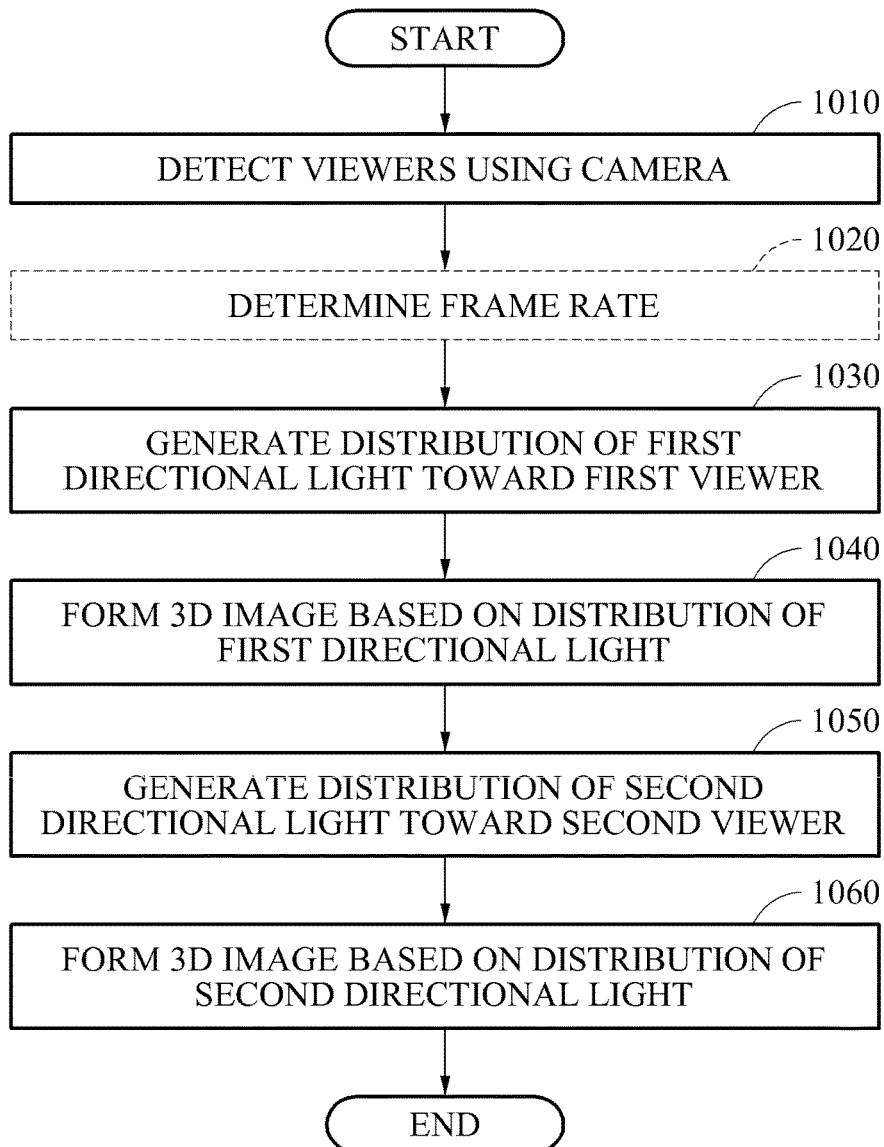 START
1010
DETECT VIEWERS USING CAMERA
1020
DETERMINE FRAME RATE
1030
GENERATE DISTRIBUTION OF FIRST
DIRECTIONAL LIGHT TOWARD FIRST VIEWER
1040
FORM 3D IMAGE BASED ON DISTRIBUTION OF
FIRST DIRECTIONAL LIGHT
1050
GENERATE DISTRIBUTION OF SECOND
DIRECTIONAL LIGHT TOWARD SECOND VIEWER
1060
FORM 3D IMAGE BASED ON DISTRIBUTION OF
SECOND DIRECTIONAL LIGHT
END